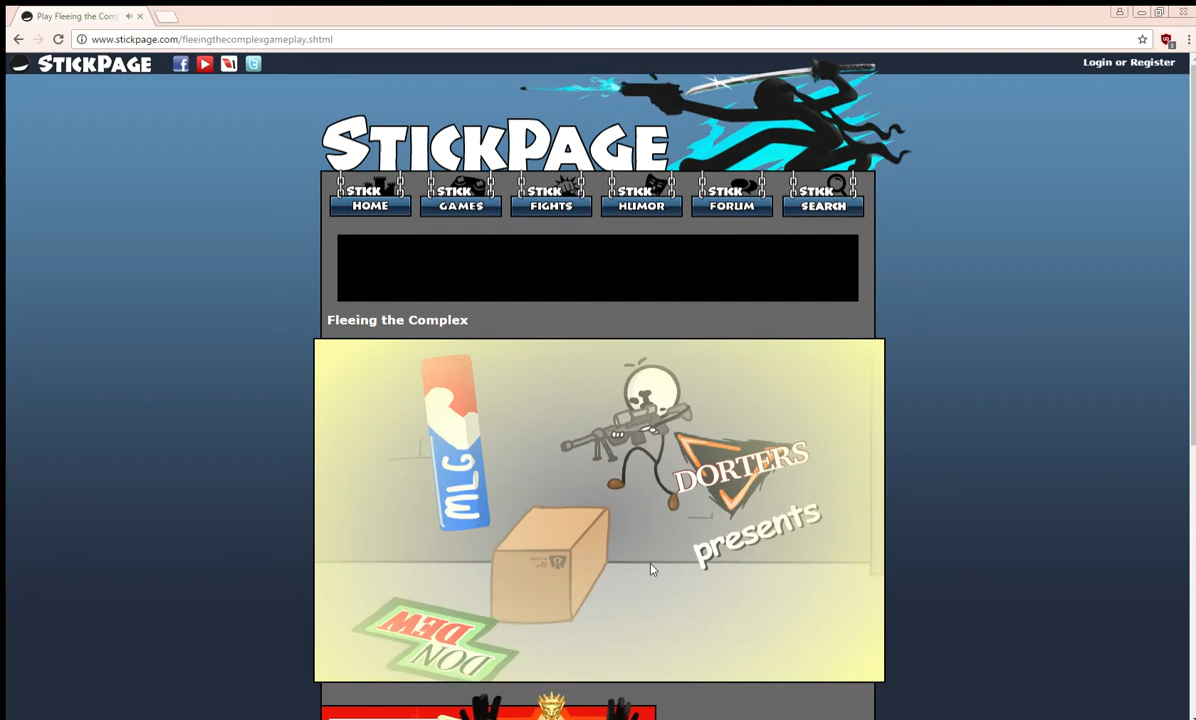 Play Fleeing the Com
www.stickpage.com/fleeingthecomplexgameplay.shtml
STICKPAGE
Login or Register
STICKPAGE
STICK HOME
STICK GAMES
STICK FIGHTS
STICK HUMOR
STICK FORUM
STICK SEARCH
Fleeing the Complex
MLG
DORTERS
presents
DEW
DON